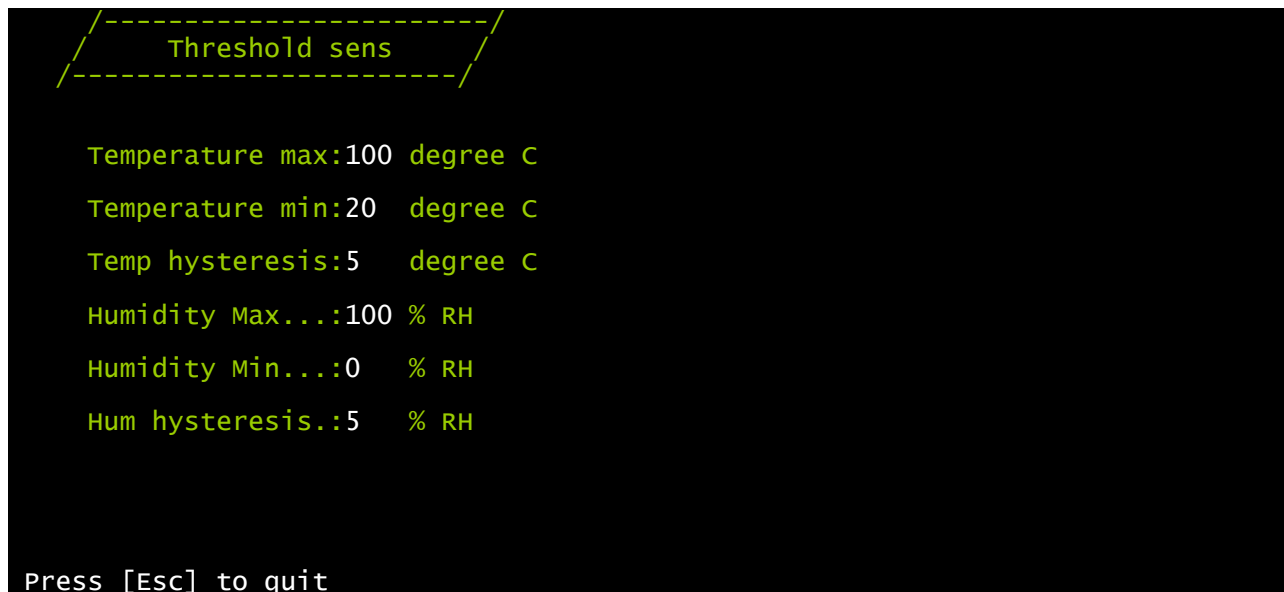 /------------------------/
/ Threshold sens /
/------------------------/
Temperature max:100 degree C
Temperature min:20 degree C
Temp hysteresis:5 degree C
Humidity Max...:100 % RH
Humidity Min...:0 % RH
Hum hysteresis.:5 % RH
Press [Esc] to quit